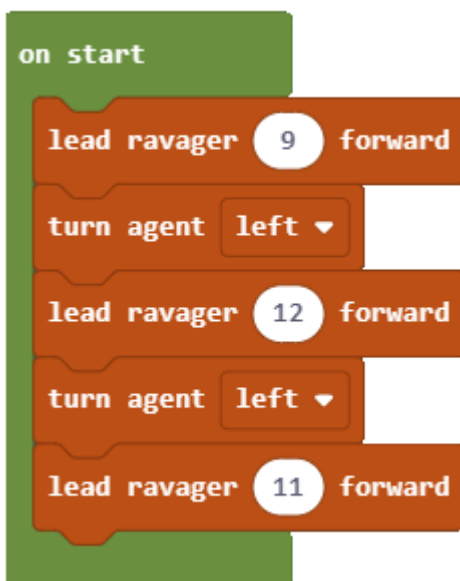 on start
lead ravager 9 forward
turn agent left
lead ravager 12 forward
turn agent left
lead ravager 11 forward